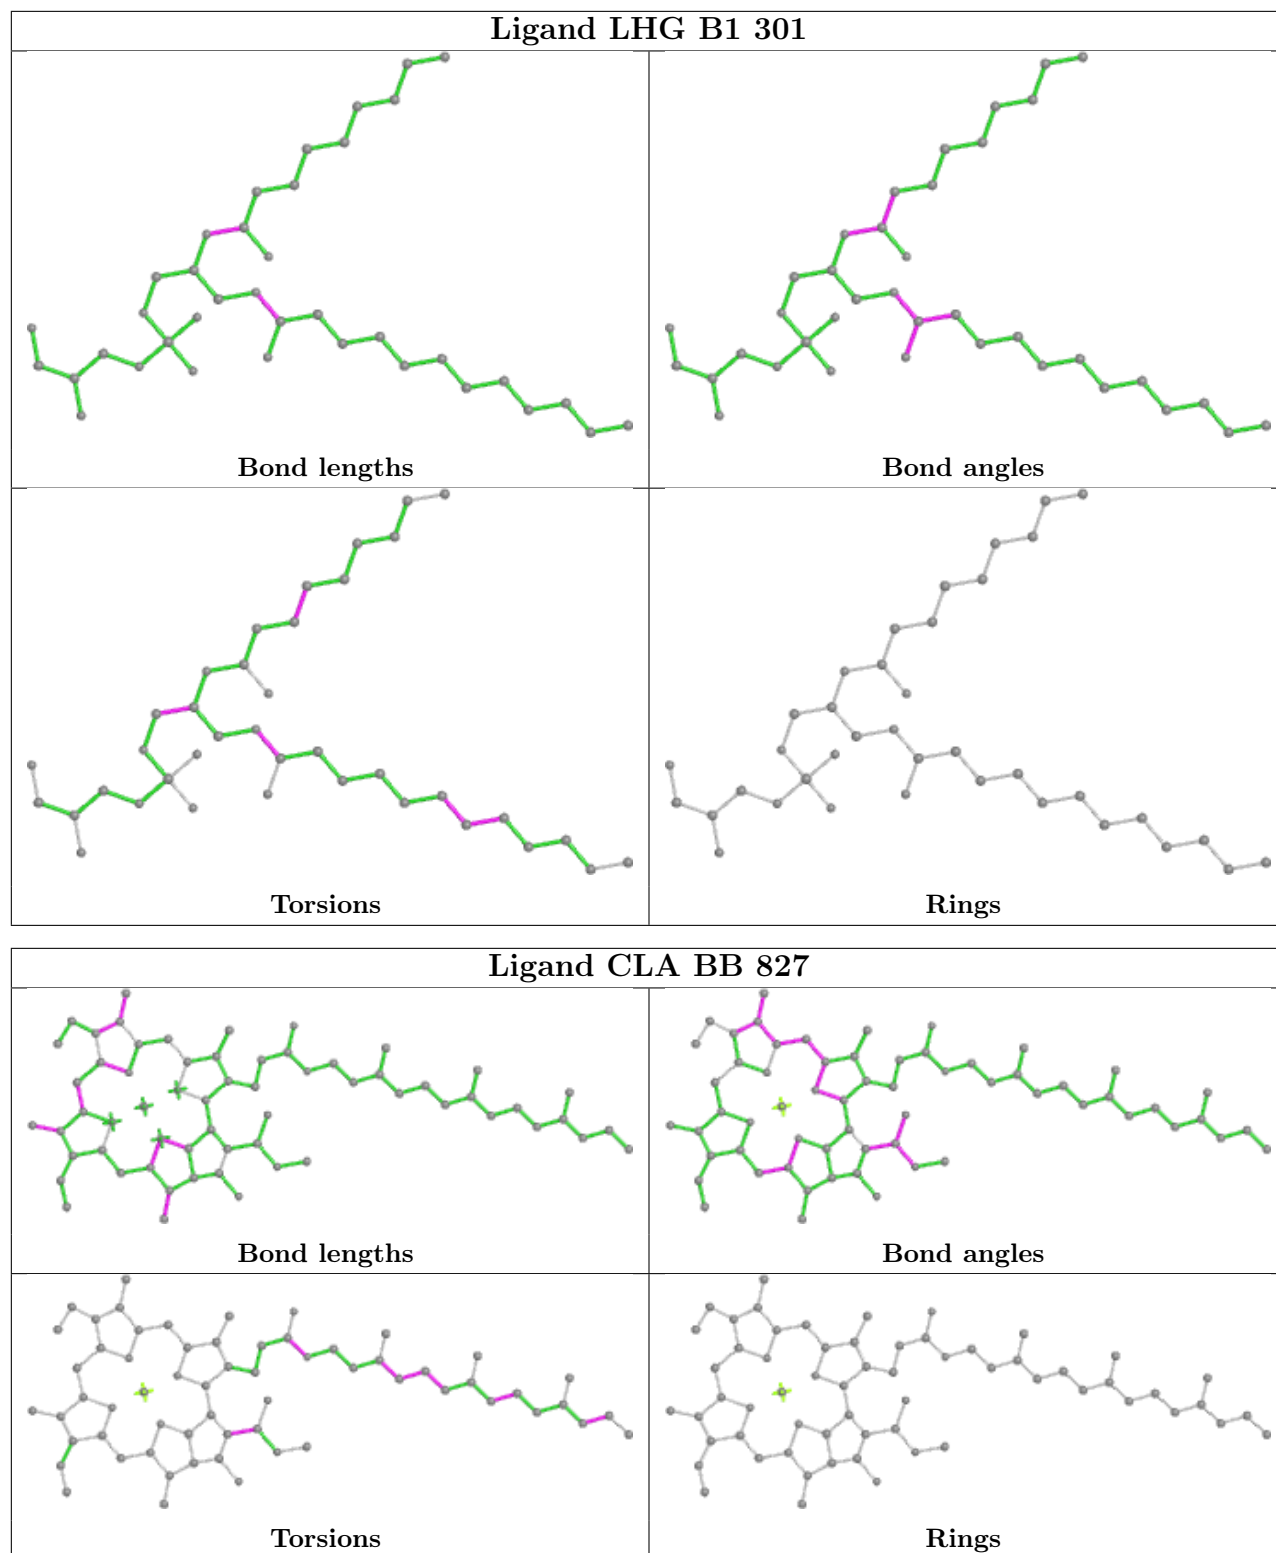 Ligand LHG B1 301
Bond lengths
Bond angles
Torsions
Rings
Ligand CLA BB 827
Bond lengths
Bond angles
Torsions
Rings